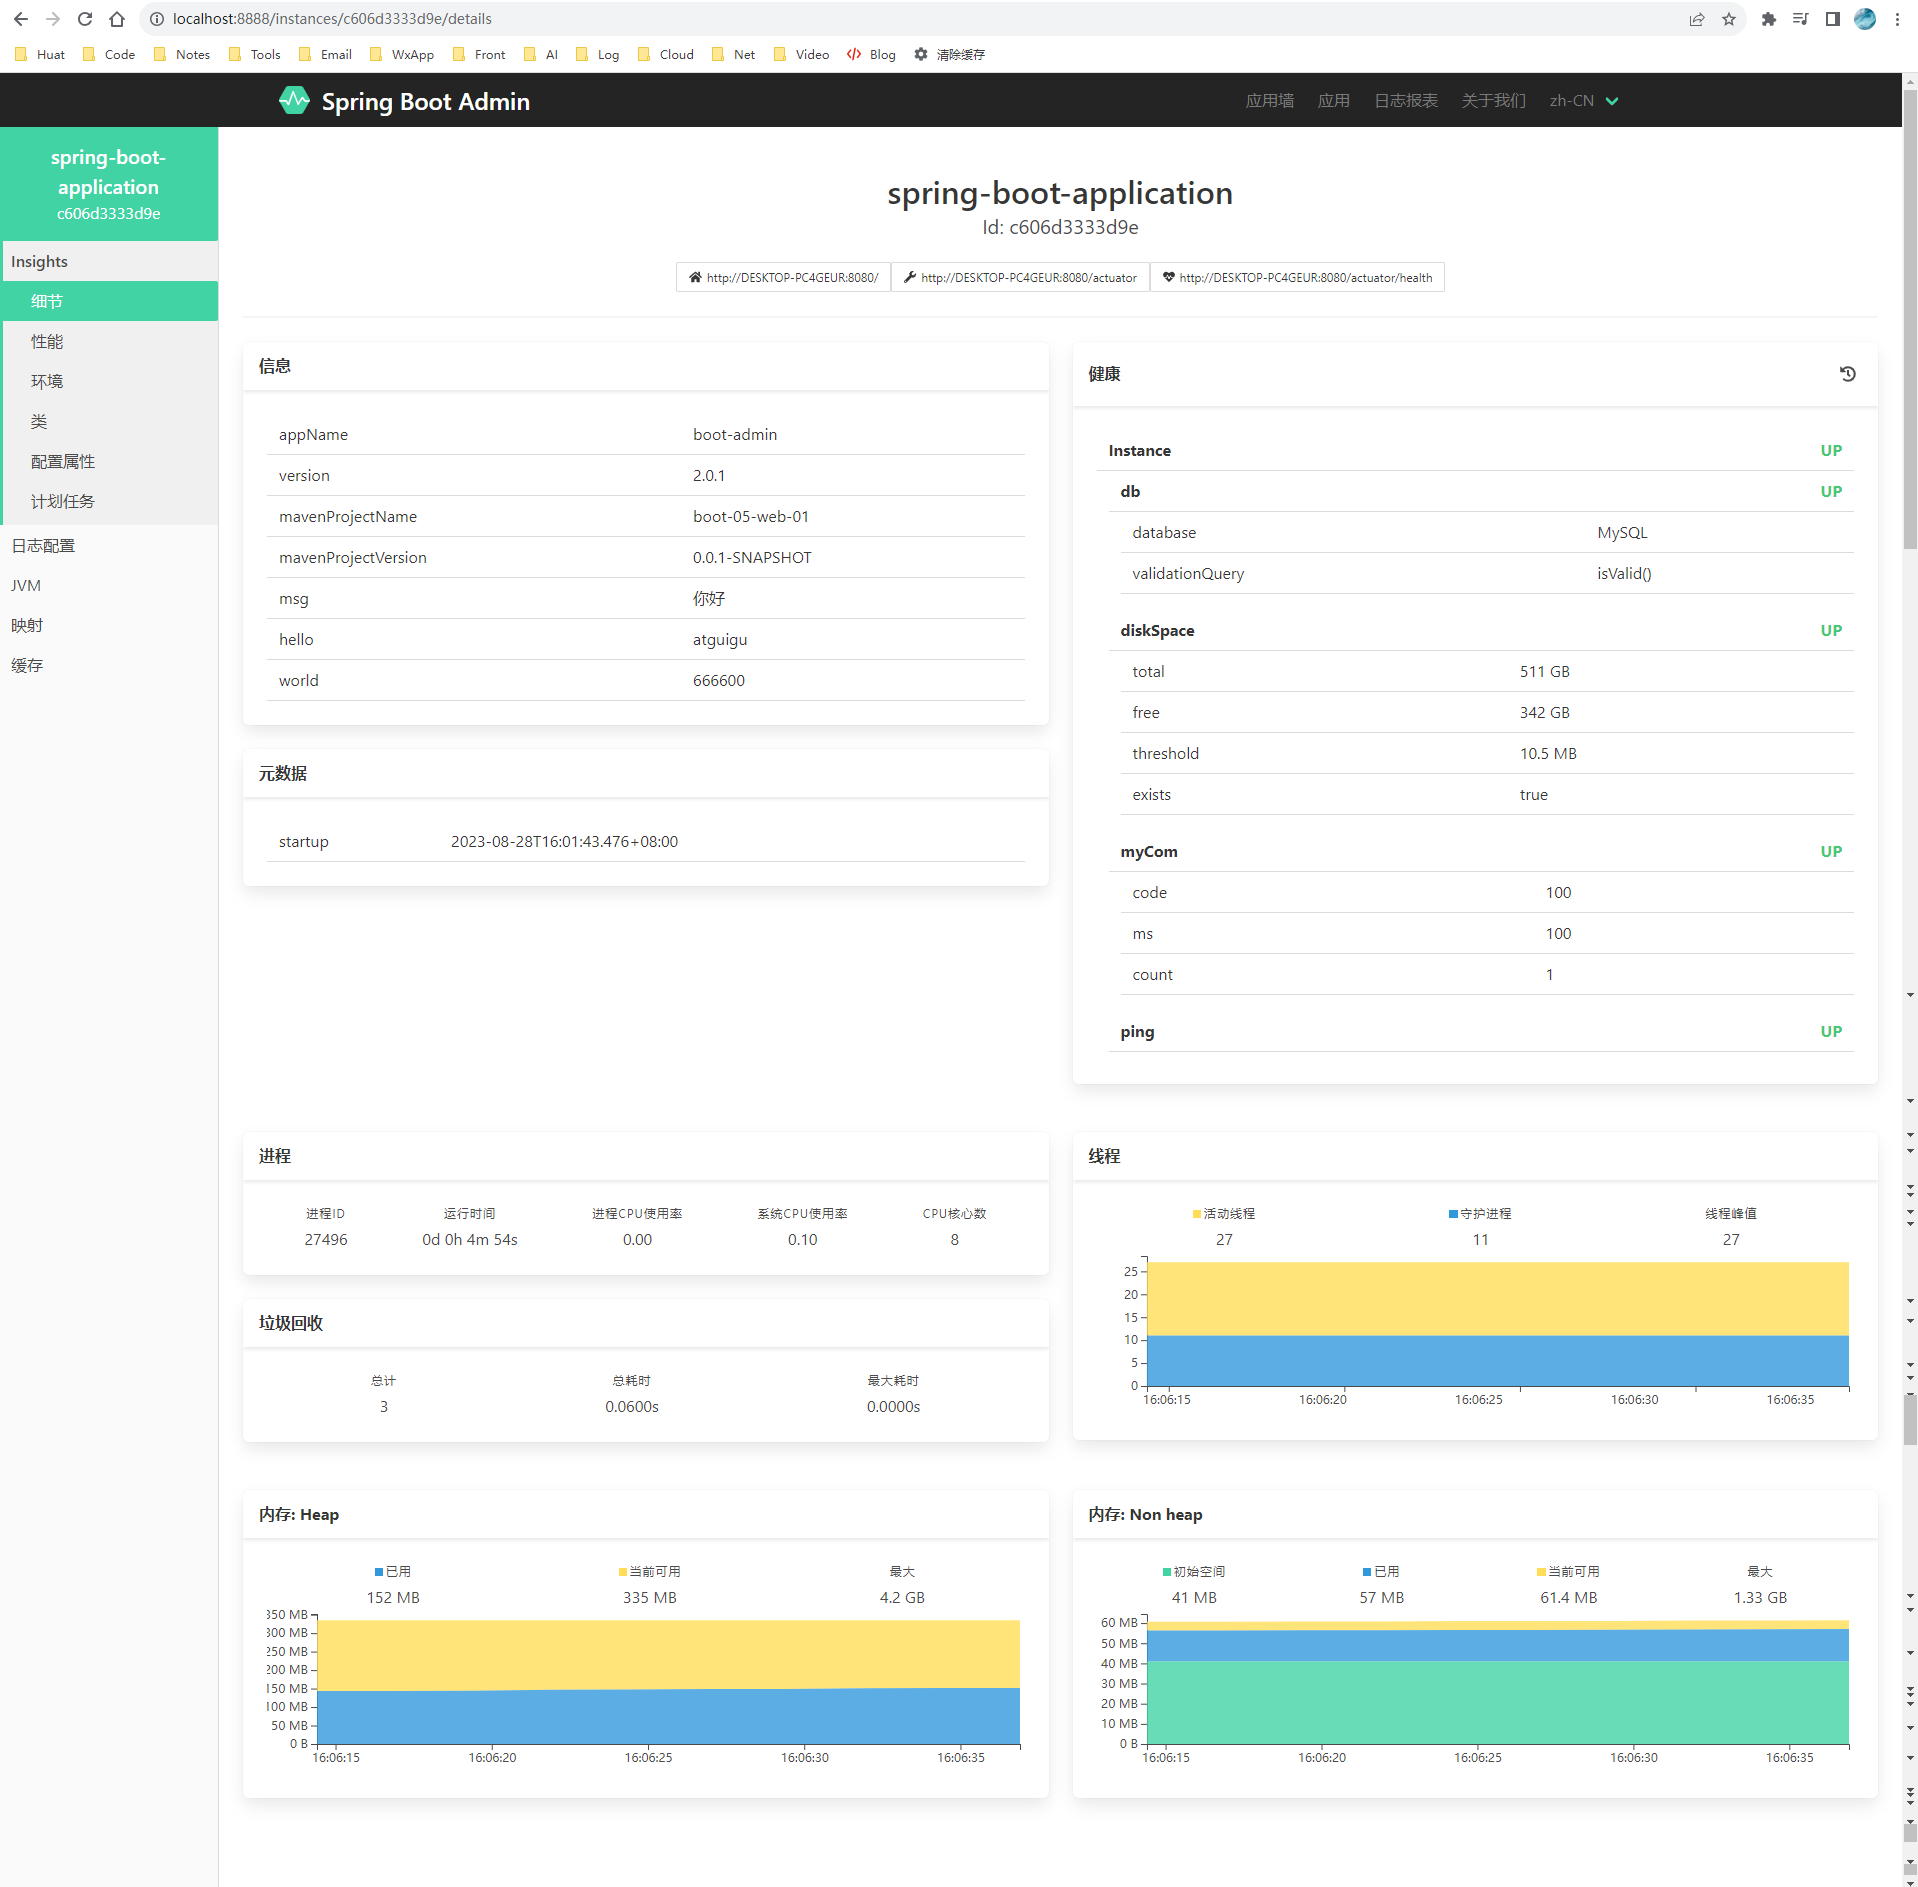 localhost:8888/instances/c606d3333d9e/details
Huat Code Notes Tools Email WxApp Front AI Log Cloud Net Video Blog 清除缓存
Spring Boot Admin
应用墙 应用 日志报表 关于我们 zh-CN
spring-boot-
application
c606d3333d9e
Insights
细节
性能
环境
类
配置属性
计划任务
日志配置
JVM
映射
缓存
spring-boot-application
Id: c606d3333d9e
http://DESKTOP-PC4GEUR:8080/ http://DESKTOP-PC4GEUR:8080/actuator http://DESKTOP-PC4GEUR:8080/actuator/health
信息
appName boot-admin
version 2.0.1
mavenProjectName boot-05-web-01
mavenProjectVersion 0.0.1-SNAPSHOT
msg 你好
hello atguigu
world 666600
元数据
startup 2023-08-28T16:01:43.476+08:00
健康
Instance UP
db UP
database MySQL
validationQuery isValid()
diskSpace UP
total 511 GB
free 342 GB
threshold 10.5 MB
exists true
myCom UP
code 100
ms 100
count 1
ping UP
进程
进程ID 运行时间 进程CPU使用率 系统CPU使用率 CPU核心数
27496 0d 0h 4m 54s 0.00 0.10 8
垃圾回收
总计 总耗时 最大耗时
3 0.0600s 0.0000s
线程
活动线程 守护进程 线程峰值
27 11 27
25
20
15
10
5
0
16:06:15 16:06:20 16:06:25 16:06:30 16:06:35
内存: Heap
已用 当前可用 最大
152 MB 335 MB 4.2 GB
350 MB
300 MB
250 MB
200 MB
150 MB
100 MB
50 MB
0 B
16:06:15 16:06:20 16:06:25 16:06:30 16:06:35
内存: Non heap
初始空间 已用 当前可用 最大
41 MB 57 MB 61.4 MB 1.33 GB
60 MB
50 MB
40 MB
30 MB
20 MB
10 MB
0 B
16:06:15 16:06:20 16:06:25 16:06:30 16:06:35